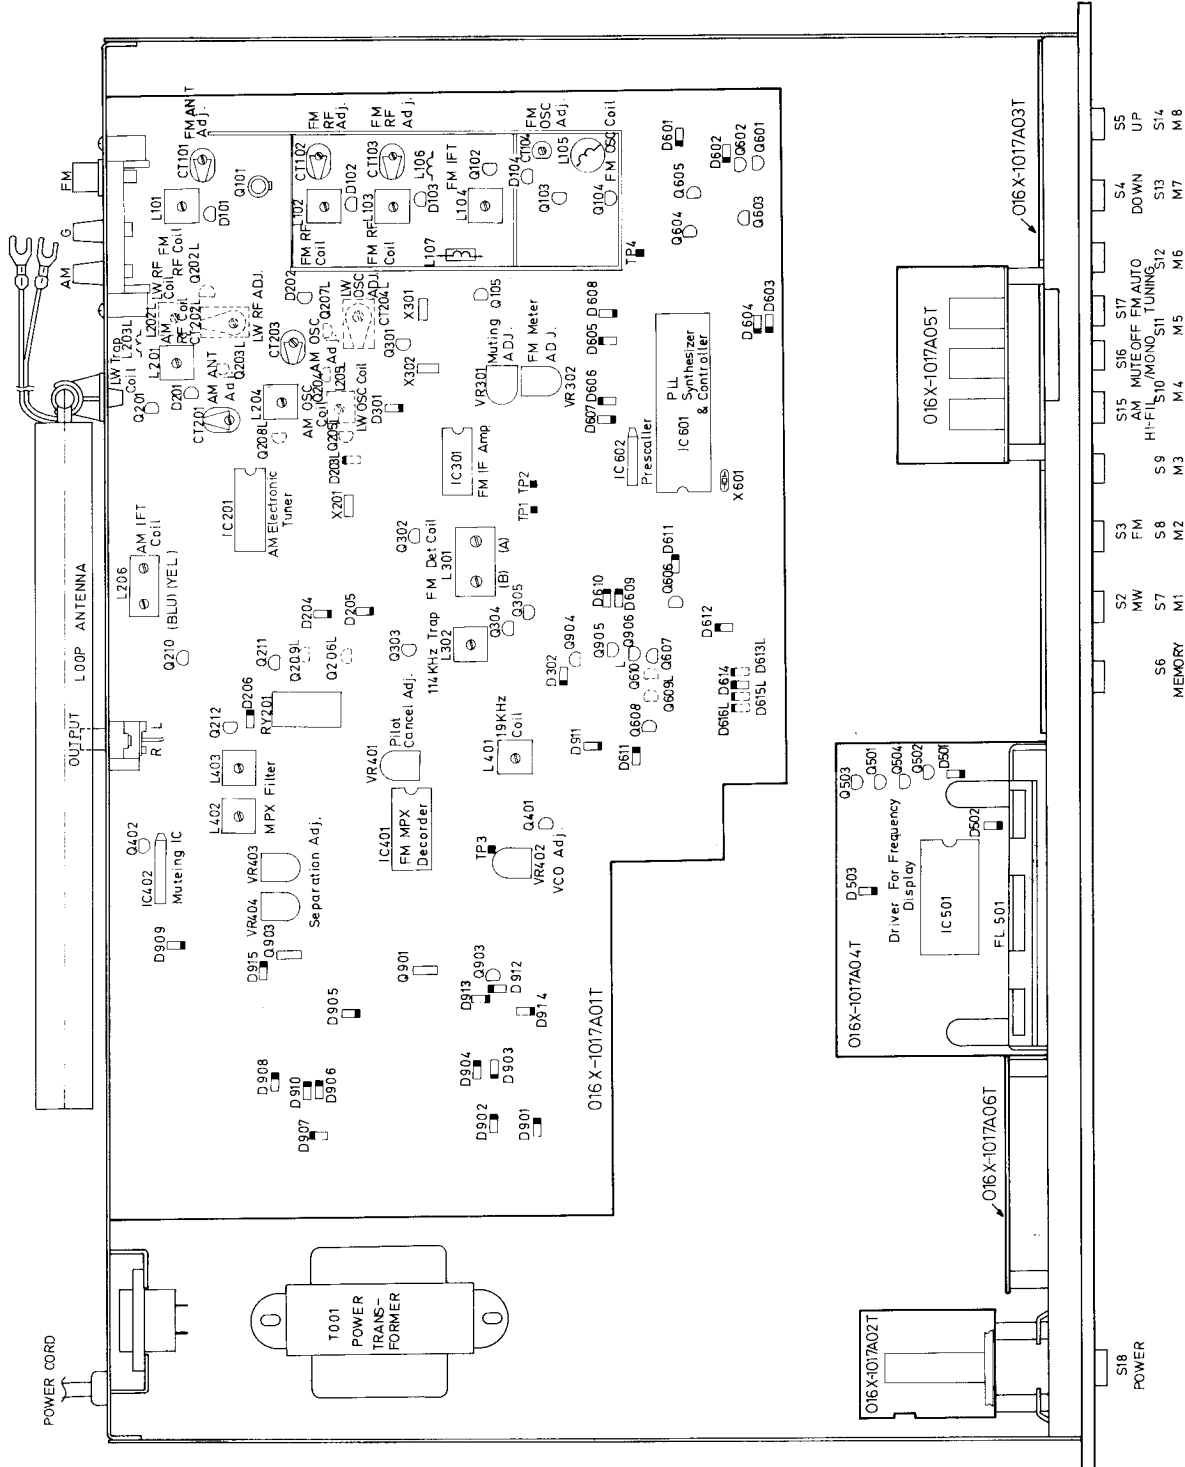 POWER CORD
T001
POWER
TRANS-
FORMER
LOOP ANTENNA
OUTPUT
R L
AM
G
FM
FM ANT
Adj.
CT101
L101
D101
Q101
FM
RF Coil
LW RF
Coil
L202L
AM
RF Coil
L201
LW Trap
Coil
L203L
Q201
D201
CT201
AM ANT
Adj.
Q202L
CT202L
LW RF ADJ.
Q203L
D202
CT203
AM OSC
Adj.
Q204L
L204
AM OSC
Coil
Q207L
LW
OSC
ADJ.
CT204L
L205L
LW OSC Coil
Q205L
Q208L
D203L
D301
X201
X301
X302
Q301
FM
RF
Adj.
CT102
L102
D102
FM RF
Coil
FM
RF
Adj.
CT103
L103
D103
FM RF
Coil
L106
FM IFT
L104
Q102
L107
D104
CT104
FM
OSC
Adj.
L105
FM OSC Coil
Q103
Q104
TP4
Q105
D601
D602
Q602
Q601
Q605
Q604
Q603
D604
D603
D608
D605
D606
D607
Muting
ADJ.
VR301
FM Meter
ADJ.
VR302
PLL
Synthesizer
& Controller
IC601
IC602
Prescaller
X601
IC301
FM IF Amp
TP1 TP2
IC201
AM Electronic
Tuner
L206
AM IFT
Coil
(BLU) (YEL)
Q210
Q211
Q209L
Q206L
D204
D205
Q302
FM Det Coil
L301
(B) (A)
Q303
114KHz Trap
L302
Q304
Q305
Q904
D302
Q905
Q906
D610
D609
Q606
D611
D612
Q607
Q610
L
Q609L
Q608
D614
D613L
D616L
D615L
D911
D611
Q212
D206
RY201
L403
L402
MPX Filter
VR401
Pilot
Cancel Adj.
L401
19KHz
Coil
IC401
FM MPX
Decorder
TP3
Q401
VR402
VCO Adj.
Q402
IC402
Muteing IC
VR403
VR404
Separation Adj.
D909
D915
Q903
Q901
D905
D913
Q903
D912
D914
D908
D910
D906
D907
D904
D903
D902
D901
016X-1017A01T
016X-1017A02T
016X-1017A03T
016X-1017A04T
016X-1017A05T
016X-1017A06T
Q503
Q501
Q504
Q502
D501
D502
D503
Driver For Frequency
Display
IC501
FL501
S18
POWER
S6
MEMORY
S2
MW
S7
M1
S3
FM
S8
M2
S9
M3
S15
AM
HI-FIL
S10
M4
S16
MUTE OFF
/MONO
S11
M5
S17
FM AUTO
TUNING
S12
M6
S4
DOWN
S13
M7
S5
UP
S14
M8